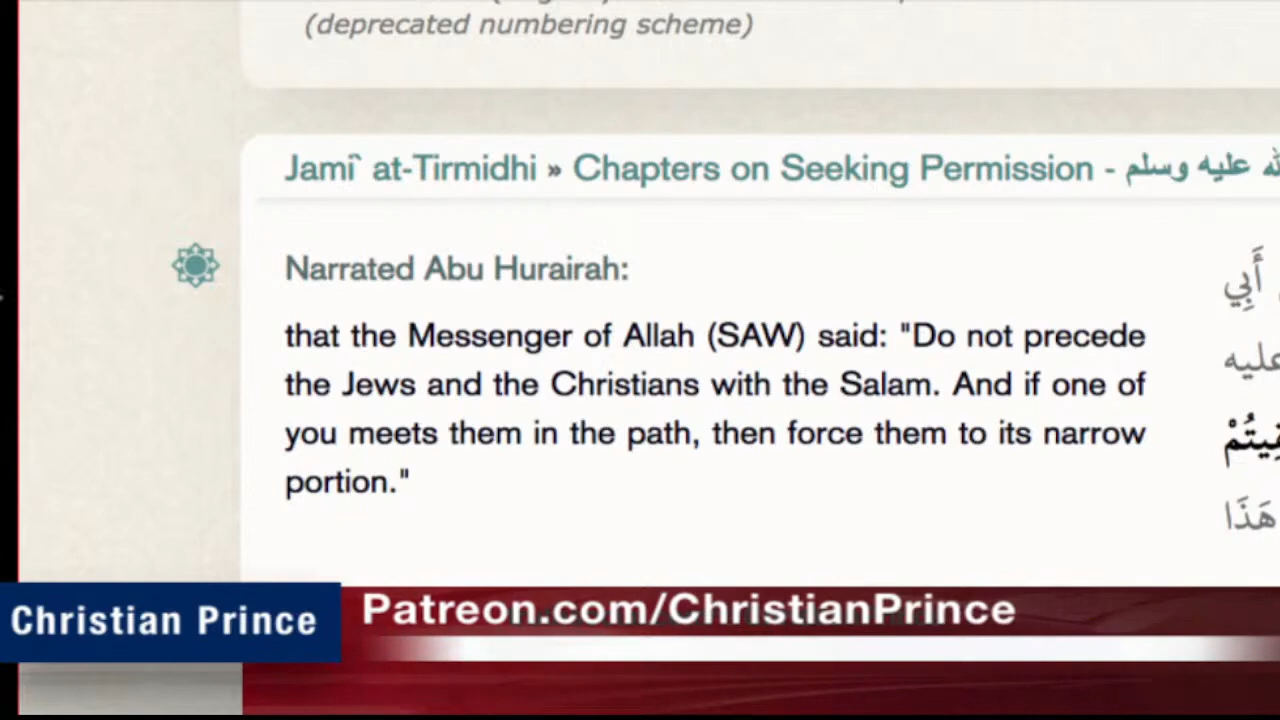 (deprecated numbering scheme)
Jami` at-Tirmidhi » Chapters on Seeking Permission - الله عليه وسلم
Narrated Abu Hurairah:
أَبِي
that the Messenger of Allah (SAW) said: "Do not precede
the Jews and the Christians with the Salam. And if one of
عليه
you meets them in the path, then force them to its narrow
portion."
هَذَا
Christian Prince
Patreon.com/ChristianPrince